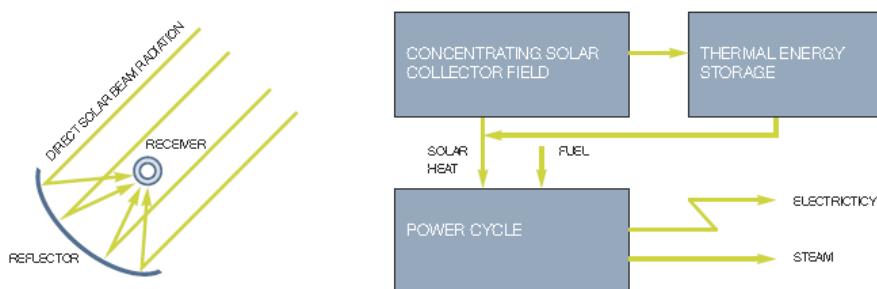 DIRECT SOLAR BEAM RADIATION
RECEIVER
REFLECTOR
CONCENTRATING SOLAR
COLLECTOR FIELD
THERMAL ENERGY
STORAGE
SOLAR
HEAT
FUEL
POWER CYCLE
ELECTRICTICY
STEAM